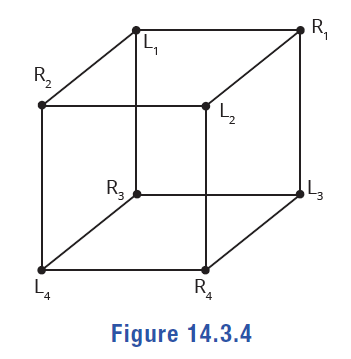 L₁ R₁
R₂ L₂
R₃ L₃
L₄ R₄
Figure 14.3.4